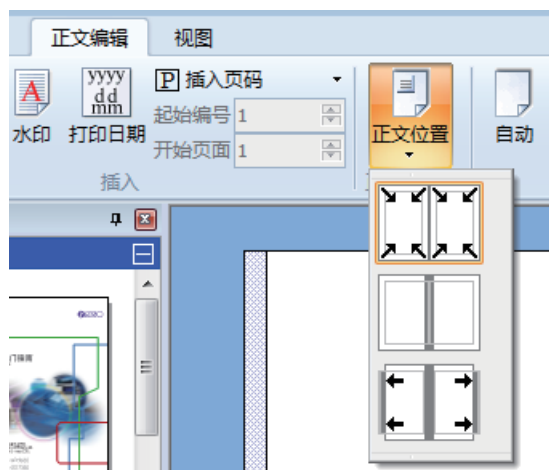 正文编辑 视图
yyyy
dd
mm
P 插入页码
A
起始编号 1
水印 打印日期
正文位置 自动
开始页面 1
插入